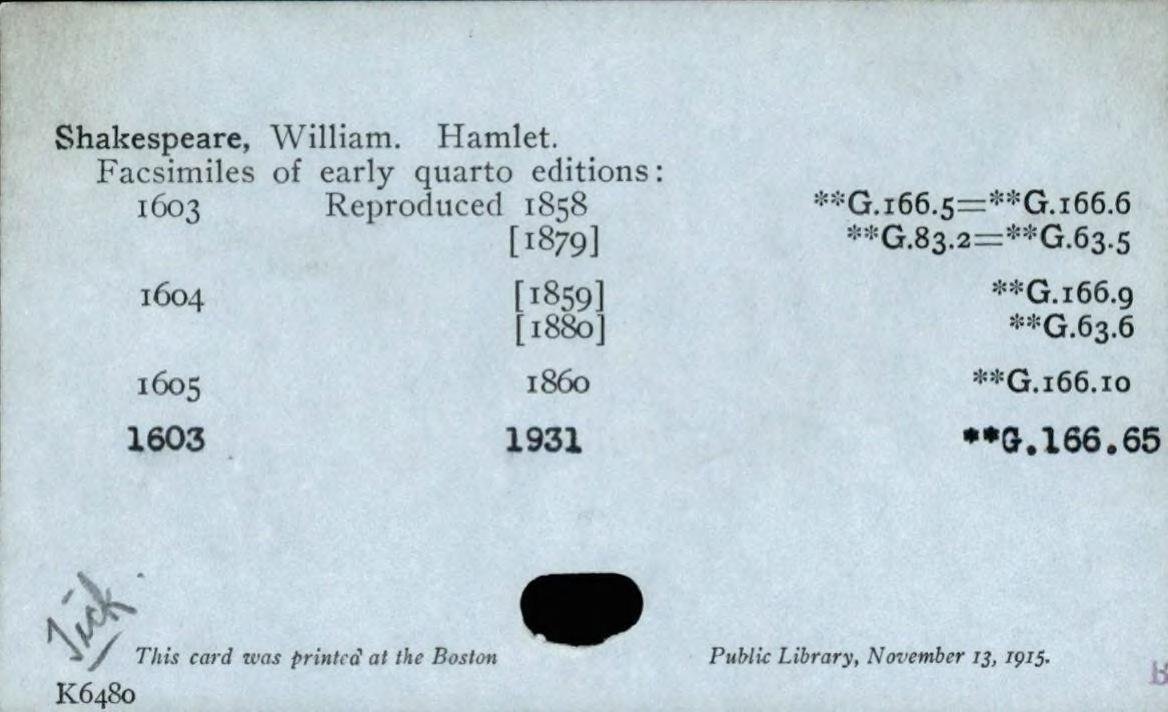 Shakespeare, William. Hamlet.
Facsimiles of early quarto editions:
1603 Reproduced 1858 **G.166.5=**G.166.6
[1879] **G.83.2=**G.63.5
1604 [1859] **G.166.9
[1880] **G.63.6
1605 1860 **G.166.10
1603 1931 **G.166.65
Tick
This card was printed at the Boston Public Library, November 13, 1915.
K6480